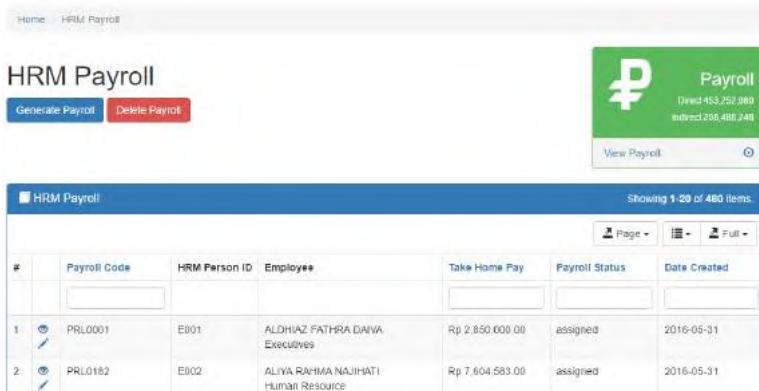 Home HRM Payroll
HRM Payroll
Generate Payroll Delete Payroll
Payroll
Direct 453,252,080
Indirect 208,488,248
View Payroll
HRM Payroll Showing 1-20 of 480 items.
Page Full
# Payroll Code HRM Person ID Employee Take Home Pay Payroll Status Date Created
1 PRL0001 E001 ALDHIAZ FATHRA DAIVA Rp 2,850,000.00 assigned 2016-05-31
Executives
2 PRL0182 E002 ALIYA RAHMA NAJIHATI Rp 7,604,583.00 assigned 2016-05-31
Human Resource